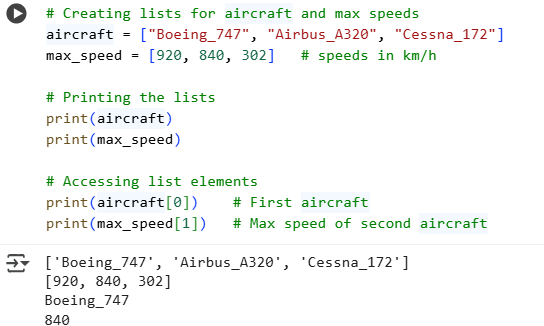 # Creating lists for aircraft and max speeds
aircraft = ["Boeing_747", "Airbus_A320", "Cessna_172"]
max_speed = [920, 840, 302]   # speeds in km/h
# Printing the lists
print(aircraft)
print(max_speed)
# Accessing list elements
print(aircraft[0])    # First aircraft
print(max_speed[1])   # Max speed of second aircraft
['Boeing_747', 'Airbus_A320', 'Cessna_172']
[920, 840, 302]
Boeing_747
840